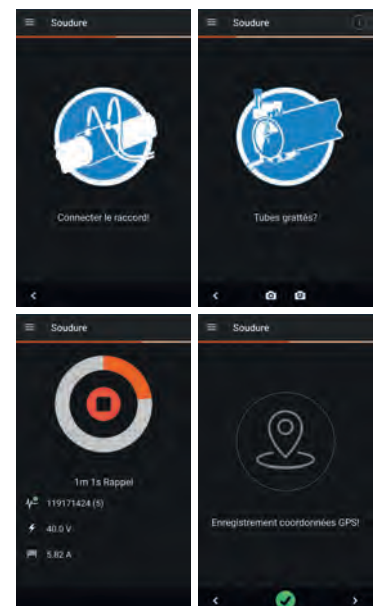 Soudure
Connecter le raccord!
Soudure
Tubes grattés?
Soudure
1m 1s Rappel
119171424 (5)
40.0 V
5.82 A
Soudure
Enregistrement coordonnées GPS!